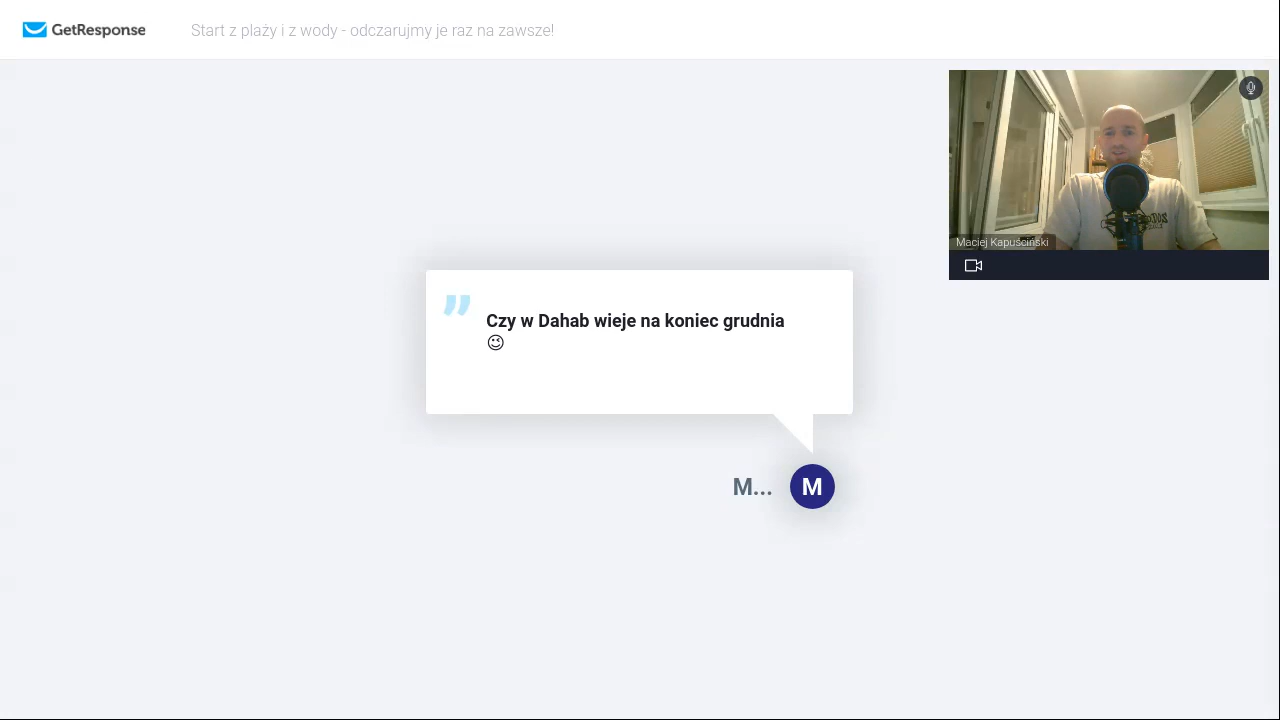 GetResponse
Start z plaży i z wody - odczarujmy je raz na zawsze!
Maciej Kapuściński
Czy w Dahab wieje na koniec grudnia
😉
M...
M